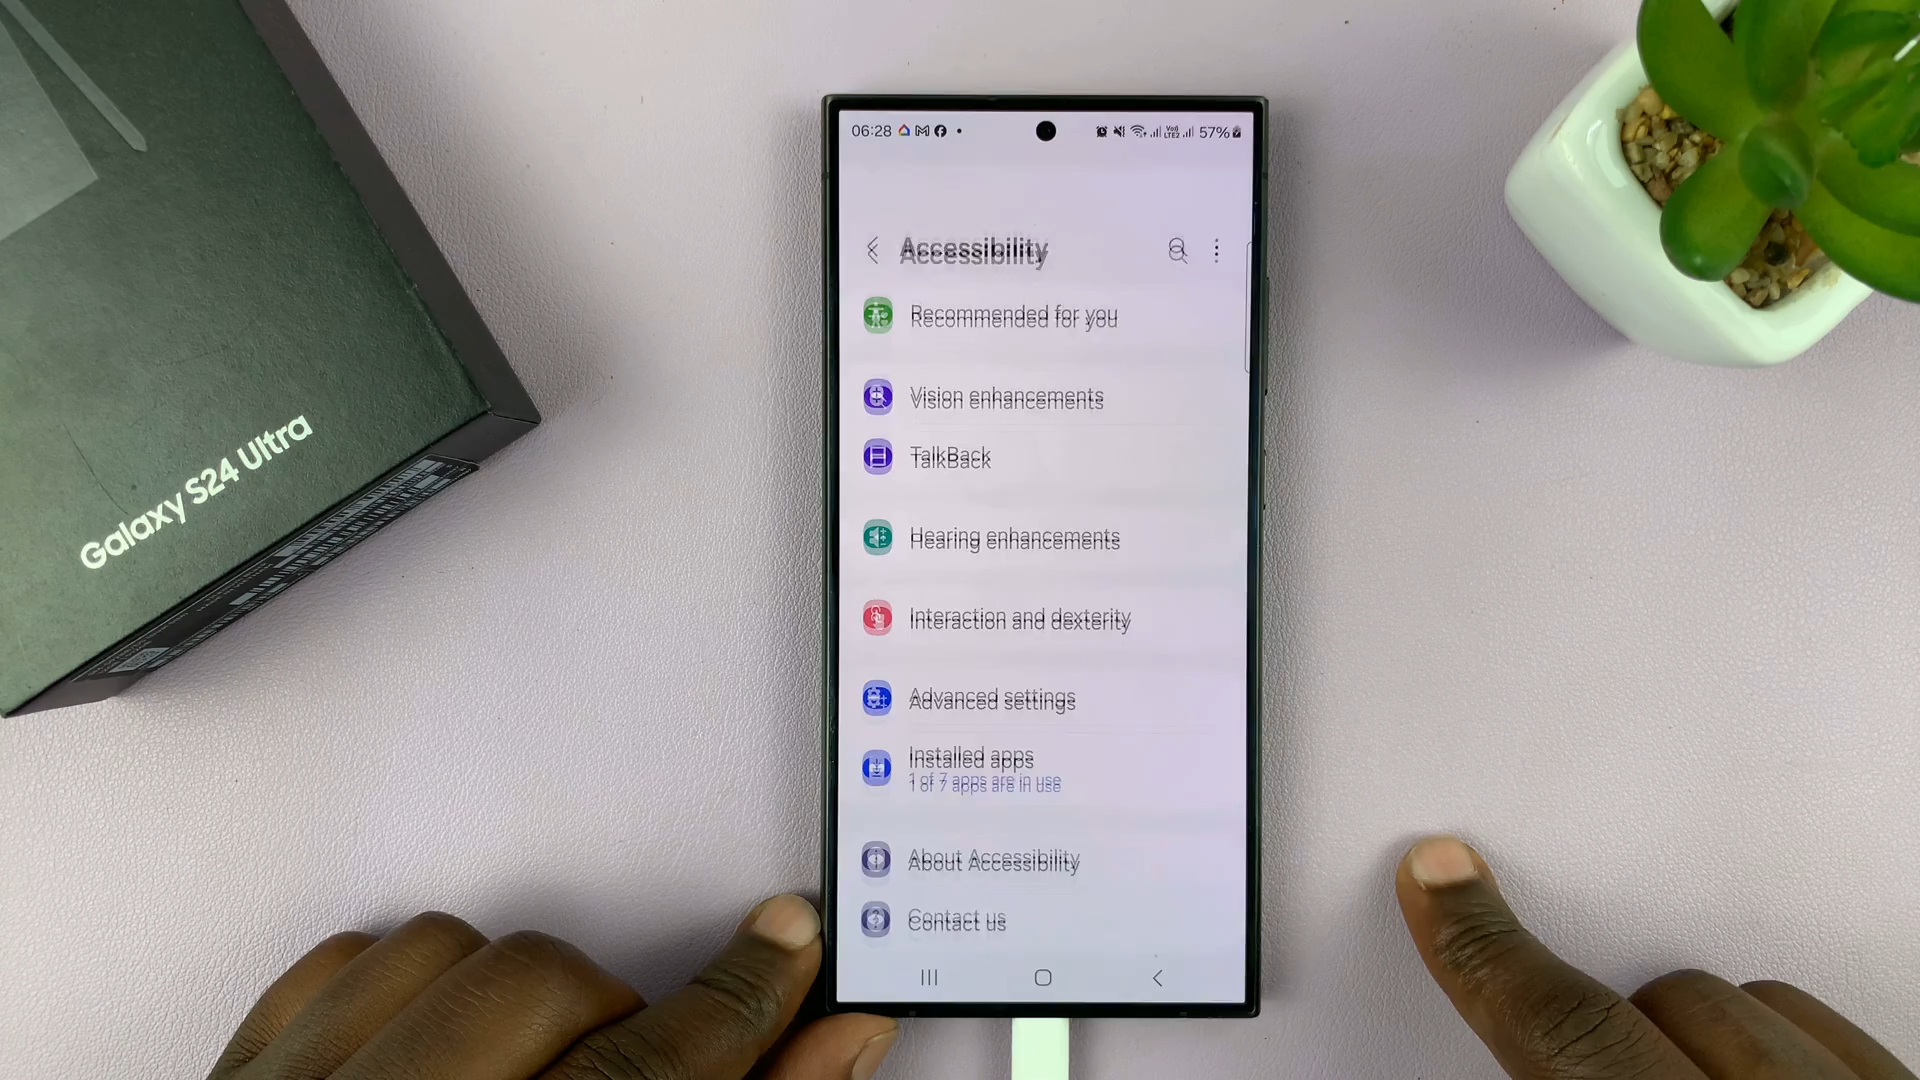 Galaxy S24 Ultra
06:28
57%
Accessibility
Recommended for you
Vision enhancements
TalkBack
Hearing enhancements
Interaction and dexterity
Advanced settings
Installed apps
1 of 7 apps are in use
About Accessibility
Contact us